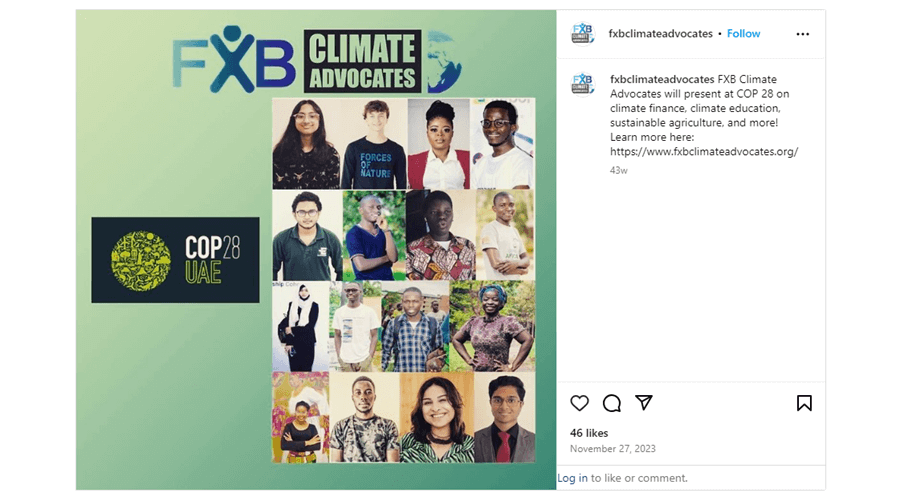 FXB
CLIMATE
ADVOCATES
FORCES
OF
NATURE
COP28
UAE
fxbclimateadvocates • Follow
fxbclimateadvocates FXB Climate
Advocates will present at COP 28 on
climate finance, climate education,
sustainable agriculture, and more!
Learn more here:
https://www.fxbclimateadvocates.org/
43w
46 likes
November 27, 2023
Log in to like or comment.